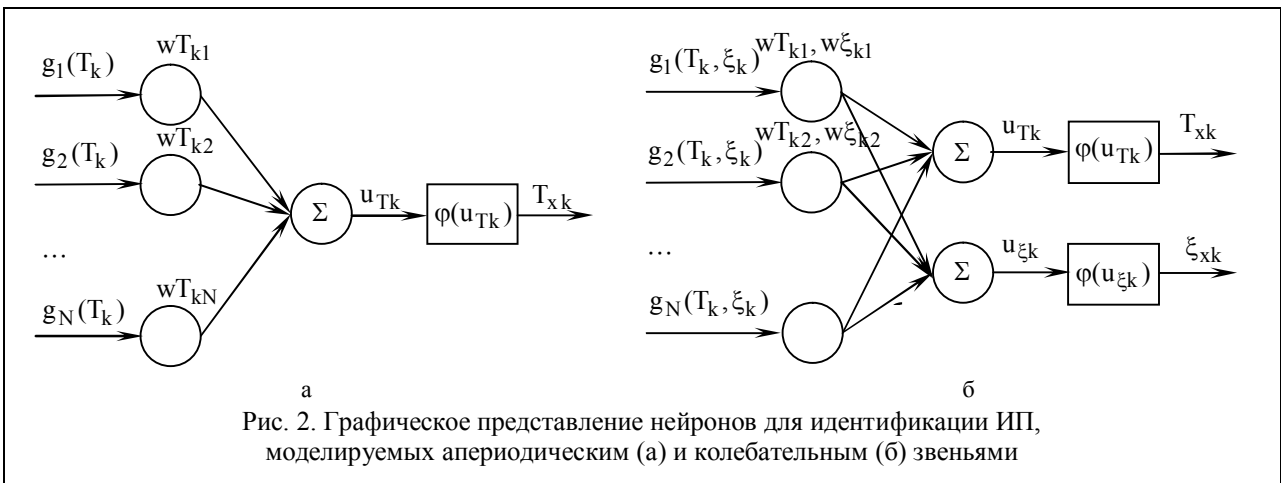 wT_k1
g_1(T_k)
wT_k2
g_2(T_k)
...
wT_kN
g_N(T_k)
Σ
u_Tk
φ(u_Tk)
T_xk
а
wT_k1, wξ_k1
g_1(T_k, ξ_k)
wT_k2, wξ_k2
g_2(T_k, ξ_k)
...
g_N(T_k, ξ_k)
Σ
u_Tk
φ(u_Tk)
T_xk
Σ
u_ξk
φ(u_ξk)
ξ_xk
б
Рис. 2. Графическое представление нейронов для идентификации ИП,
моделируемых апериодическим (а) и колебательным (б) звеньями